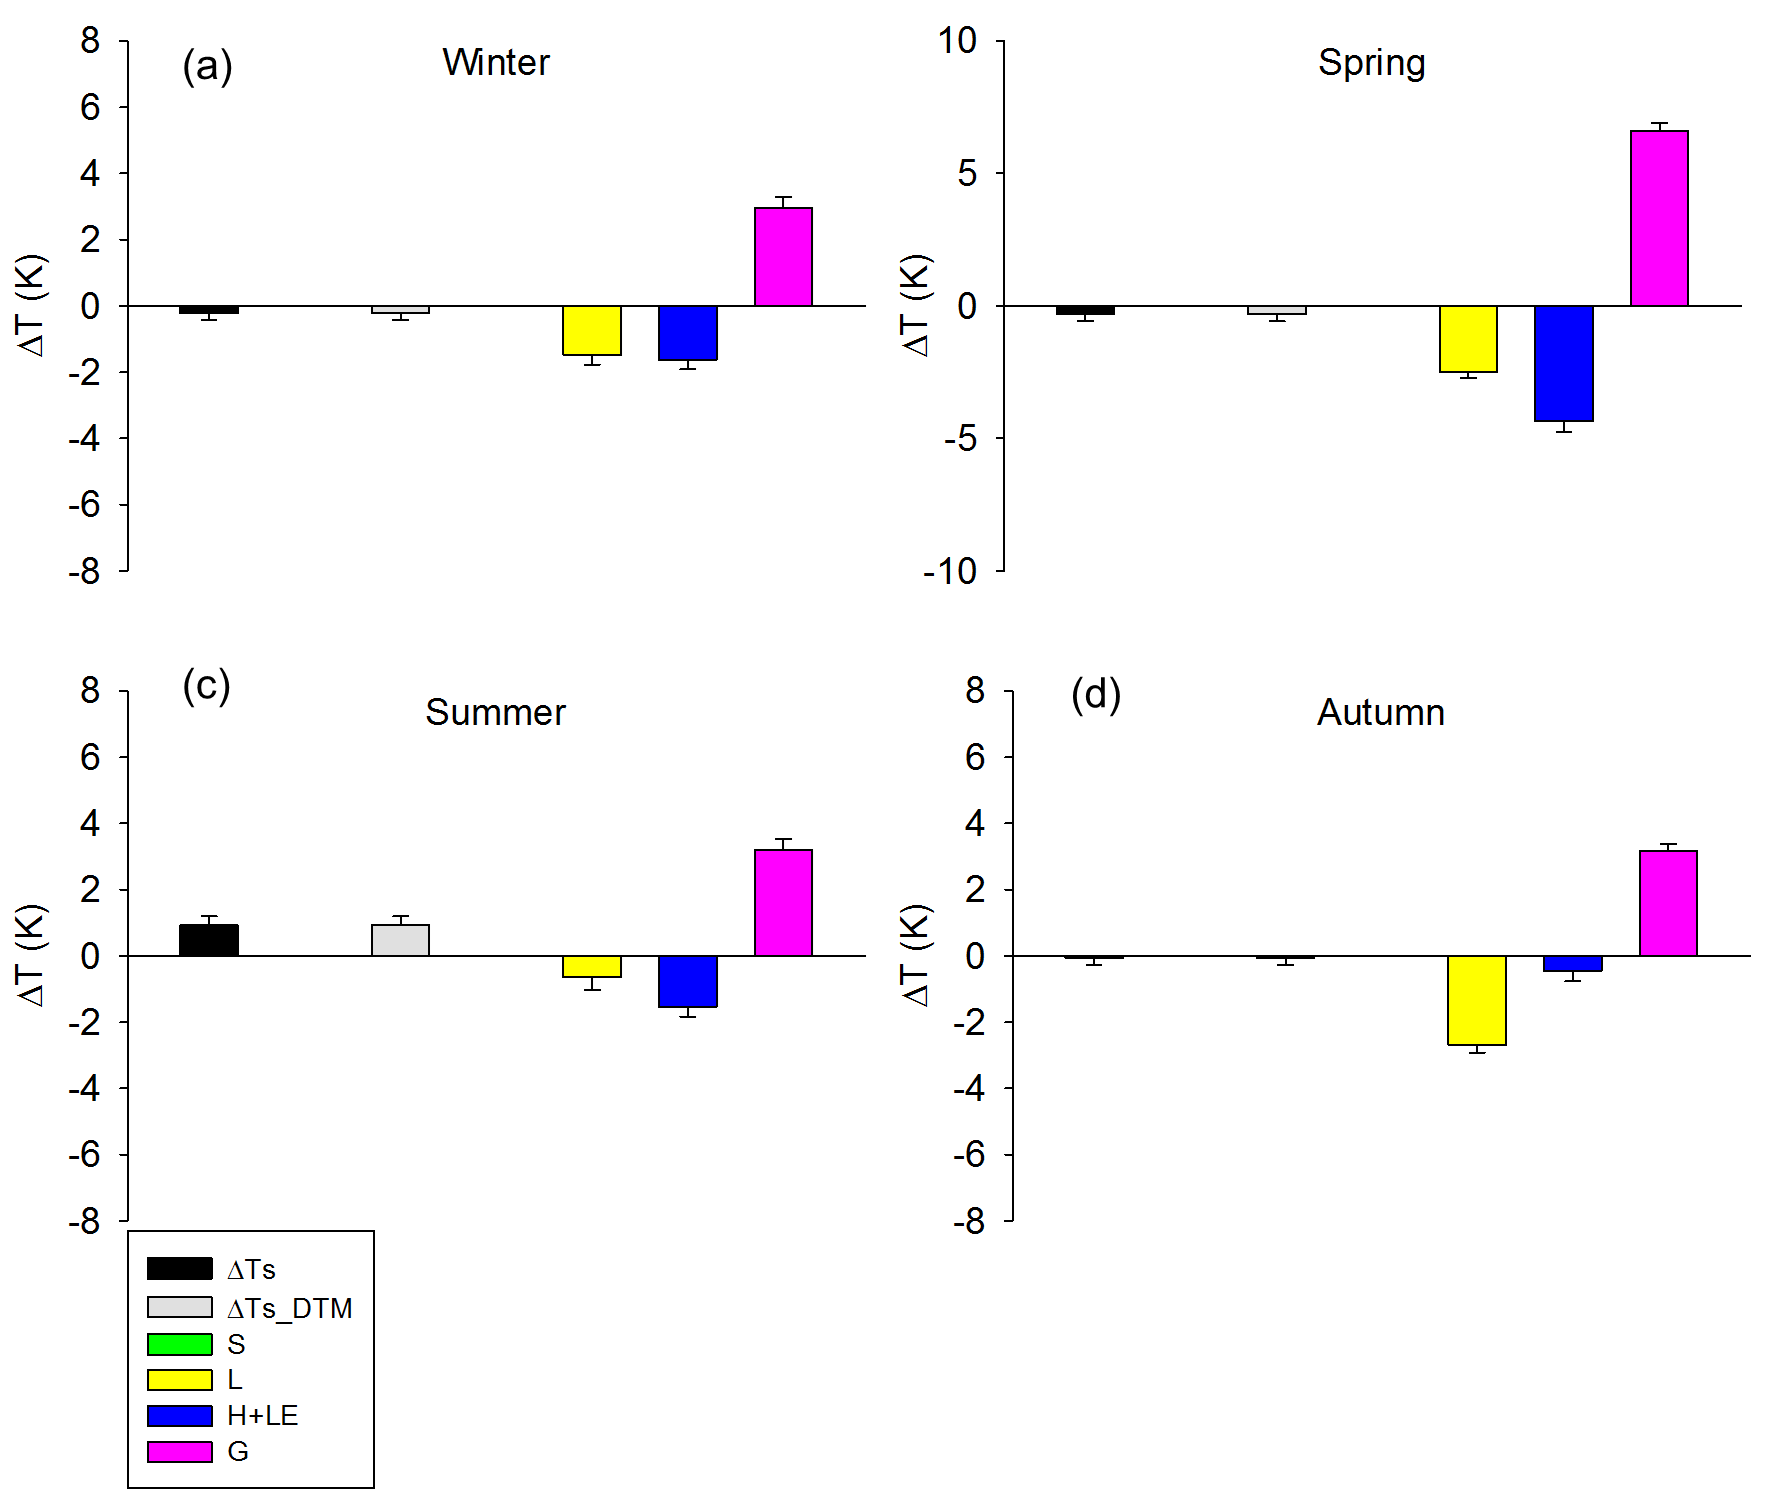 (a)
Winter
8
6
4
2
0
-2
-4
-6
-8
ΔT (K)
Spring
10
5
0
-5
-10
ΔT (K)
(c)
Summer
8
6
4
2
0
-2
-4
-6
-8
ΔT (K)
(d)
Autumn
8
6
4
2
0
-2
-4
-6
-8
ΔT (K)
ΔTs
ΔTs_DTM
S
L
H+LE
G